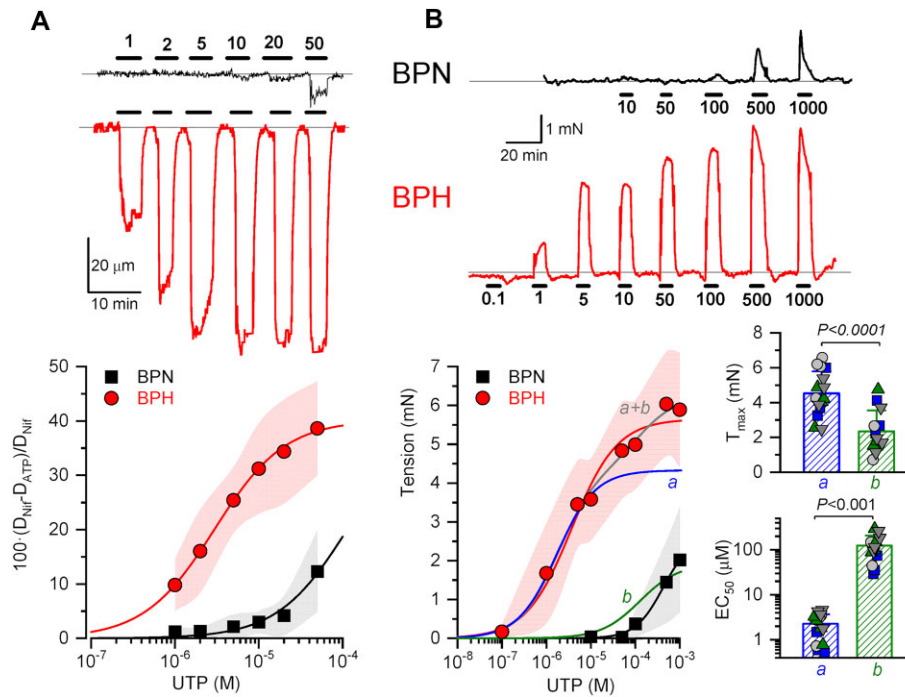 A
1 2 5 10 20 50
20 μm
10 min
B
BPN
10 50 100 500 1000
1 mN
20 min
BPH
0.1 1 5 10 50 100 500 1000
50
40
30
20
10
0
100·(D_Nif-D_ATP)/D_Nif
BPN
BPH
10⁻⁷ 10⁻⁶ 10⁻⁵ 10⁻⁴
UTP (M)
7
6
5
4
3
2
1
0
Tension (mN)
BPN
BPH
a+b
a
b
10⁻⁸ 10⁻⁷ 10⁻⁶ 10⁻⁵ 10⁻⁴ 10⁻³
UTP (M)
P<0.0001
8
6
4
2
0
T_max (mN)
a b
P<0.001
100
10
1
EC₅₀ (μM)
a b